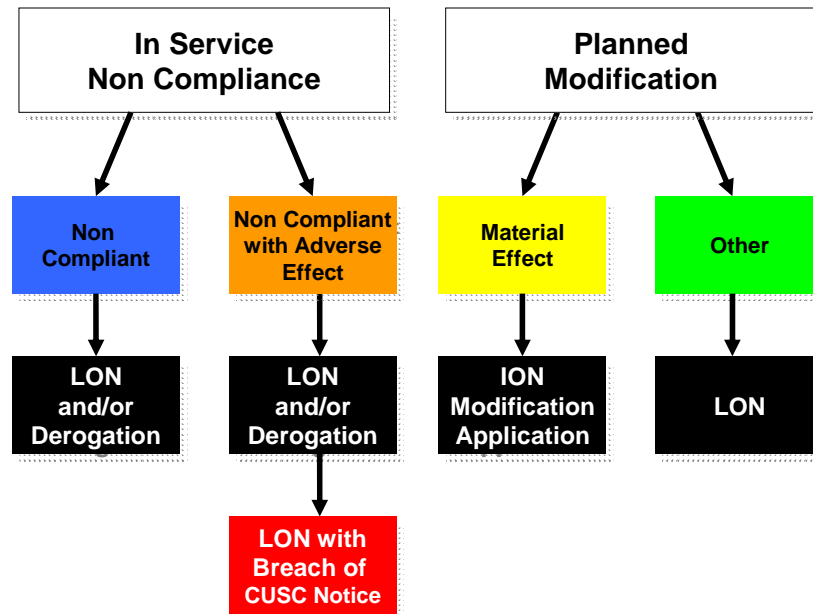 In Service
Non Compliance
Planned
Modification
Non
Compliant
Non Compliant
with Adverse
Effect
Material
Effect
Other
LON
and/or
Derogation
LON
and/or
Derogation
ION
Modification
Application
LON
LON with
Breach of
CUSC Notice